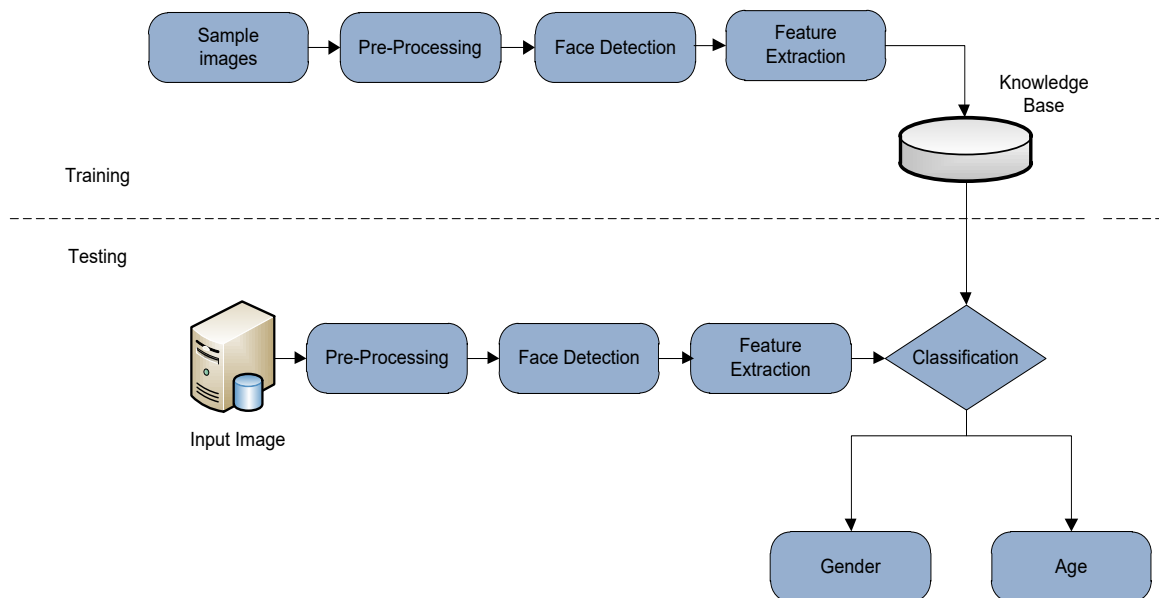 Sample
images
Pre-Processing
Face Detection
Feature
Extraction
Knowledge
Base
Training
Testing
Input Image
Pre-Processing
Face Detection
Feature
Extraction
Classification
Gender
Age